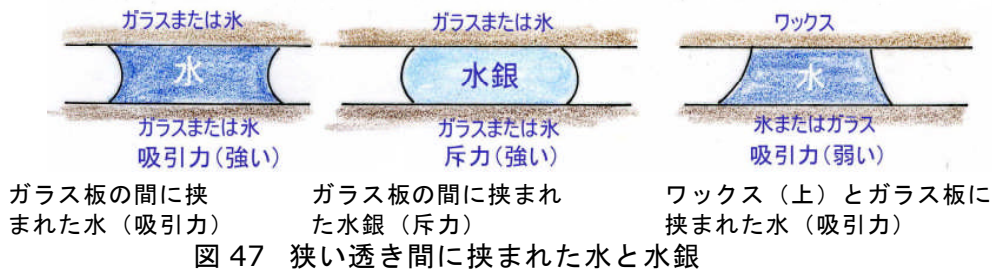 ガラスまたは氷
水
ガラスまたは氷
吸引力(強い)
ガラス板の間に挟
まれた水(吸引力)
ガラスまたは氷
水銀
ガラスまたは氷
斥力(強い)
ガラス板の間に挟まれ
た水銀(斥力)
ワックス
水
氷またはガラス
吸引力(弱い)
ワックス(上)とガラス板に
挟まれた水(吸引力)
図 47 狭い透き間に挟まれた水と水銀